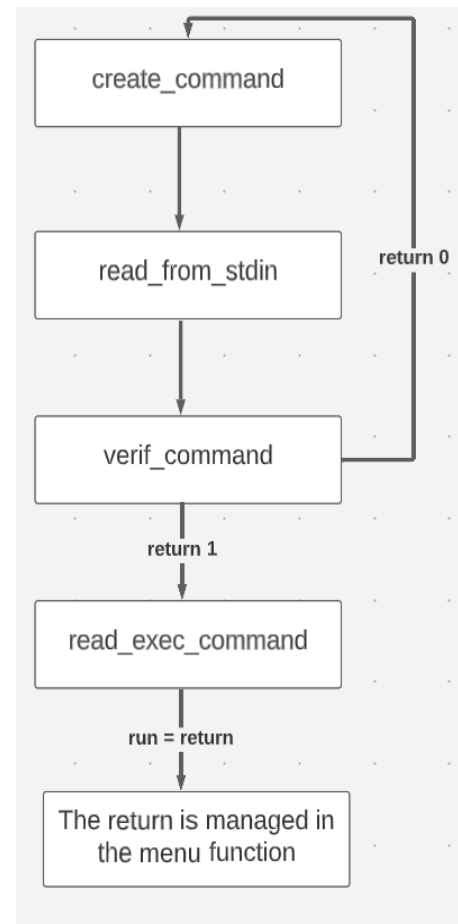 create_command
read_from_stdin
return 0
verif_command
return 1
read_exec_command
run = return
The return is managed in
the menu function